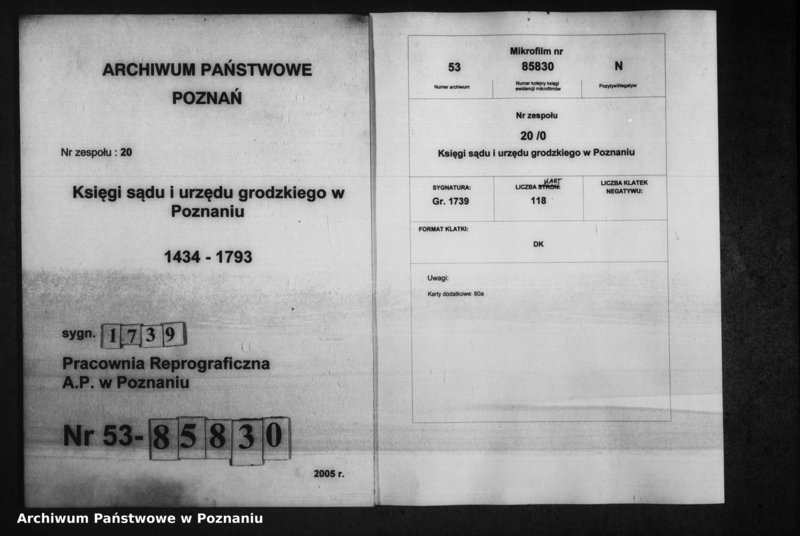 ARCHIWUM PAŃSTWOWE
POZNAŃ
Nr zespołu : 20
Księgi sądu i urzędu grodzkiego w
Poznaniu
1434 - 1793
sygn. 1739
Pracownia Reprograficzna
A.P. w Poznaniu
Nr 53-85830
2005 r.
Mikrofilm nr
53 85830 N
Numer archiwum
Numer kolejny księgi
ewidencji mikrofilmów
Pozytyw/Negatyw
Nr zespołu
20 /0
Księgi sądu i urzędu grodzkiego w Poznaniu
SYGNATURA:
Gr. 1739
KART
LICZBA STRON:
118
LICZBA KLATEK
NEGATYWU:
FORMAT KLATKI:
DK
Uwagi:
Karty dodatkowe: 80a
Archiwum Państwowe w Poznaniu